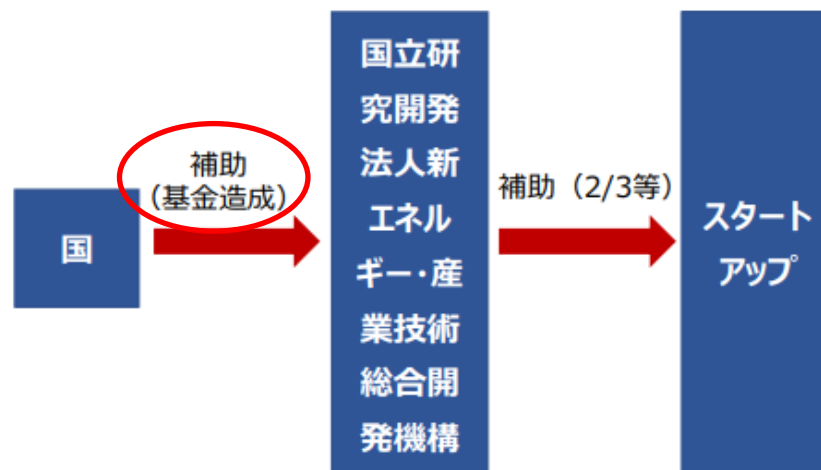 国
補助
（基金造成）
国立研
究開発
法人新
エネル
ギー・産
業技術
総合開
発機構
補助（2/3等）
スタート
アップ